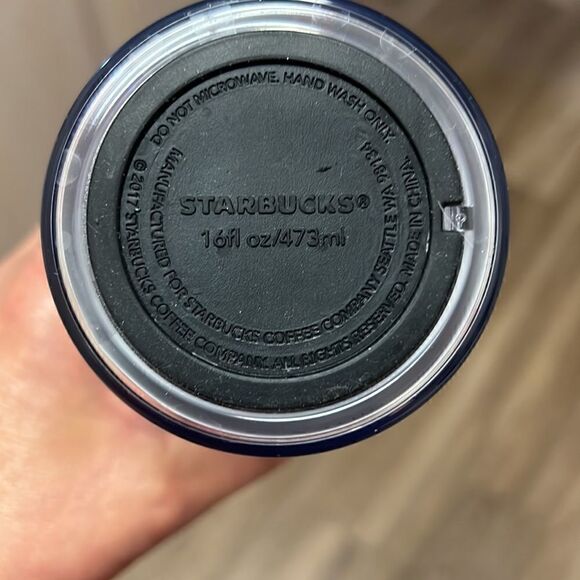 DO NOT MICROWAVE. HAND WASH ONLY.
MANUFACTURED FOR STARBUCKS COFFEE COMPANY SEATTLE WA 98134
© 2017 STARBUCKS COFFEE COMPANY. ALL RIGHTS RESERVED. MADE IN CHINA.
STARBUCKS®
16fl oz/473ml